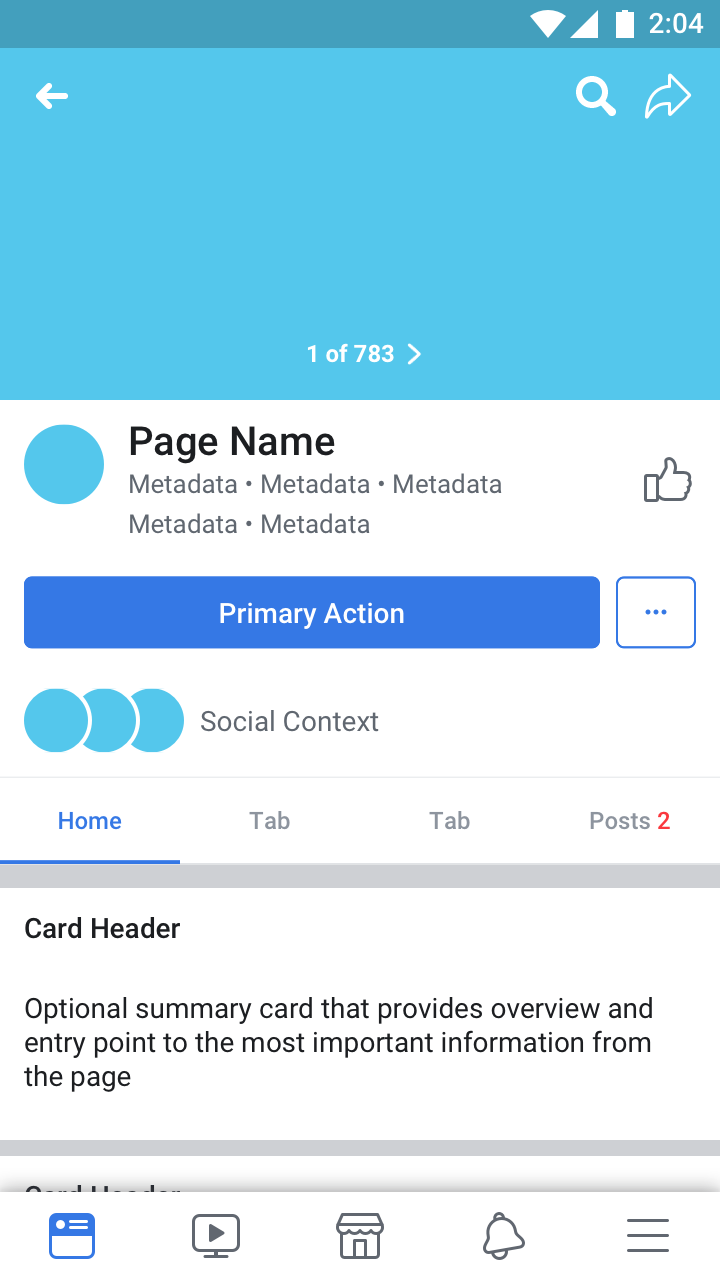 2:04
1 of 783
Page Name
Metadata • Metadata • Metadata
Metadata • Metadata
Primary Action
Social Context
Home Tab Tab Posts 2
Card Header
Optional summary card that provides overview and
entry point to the most important information from
the page
Card Header